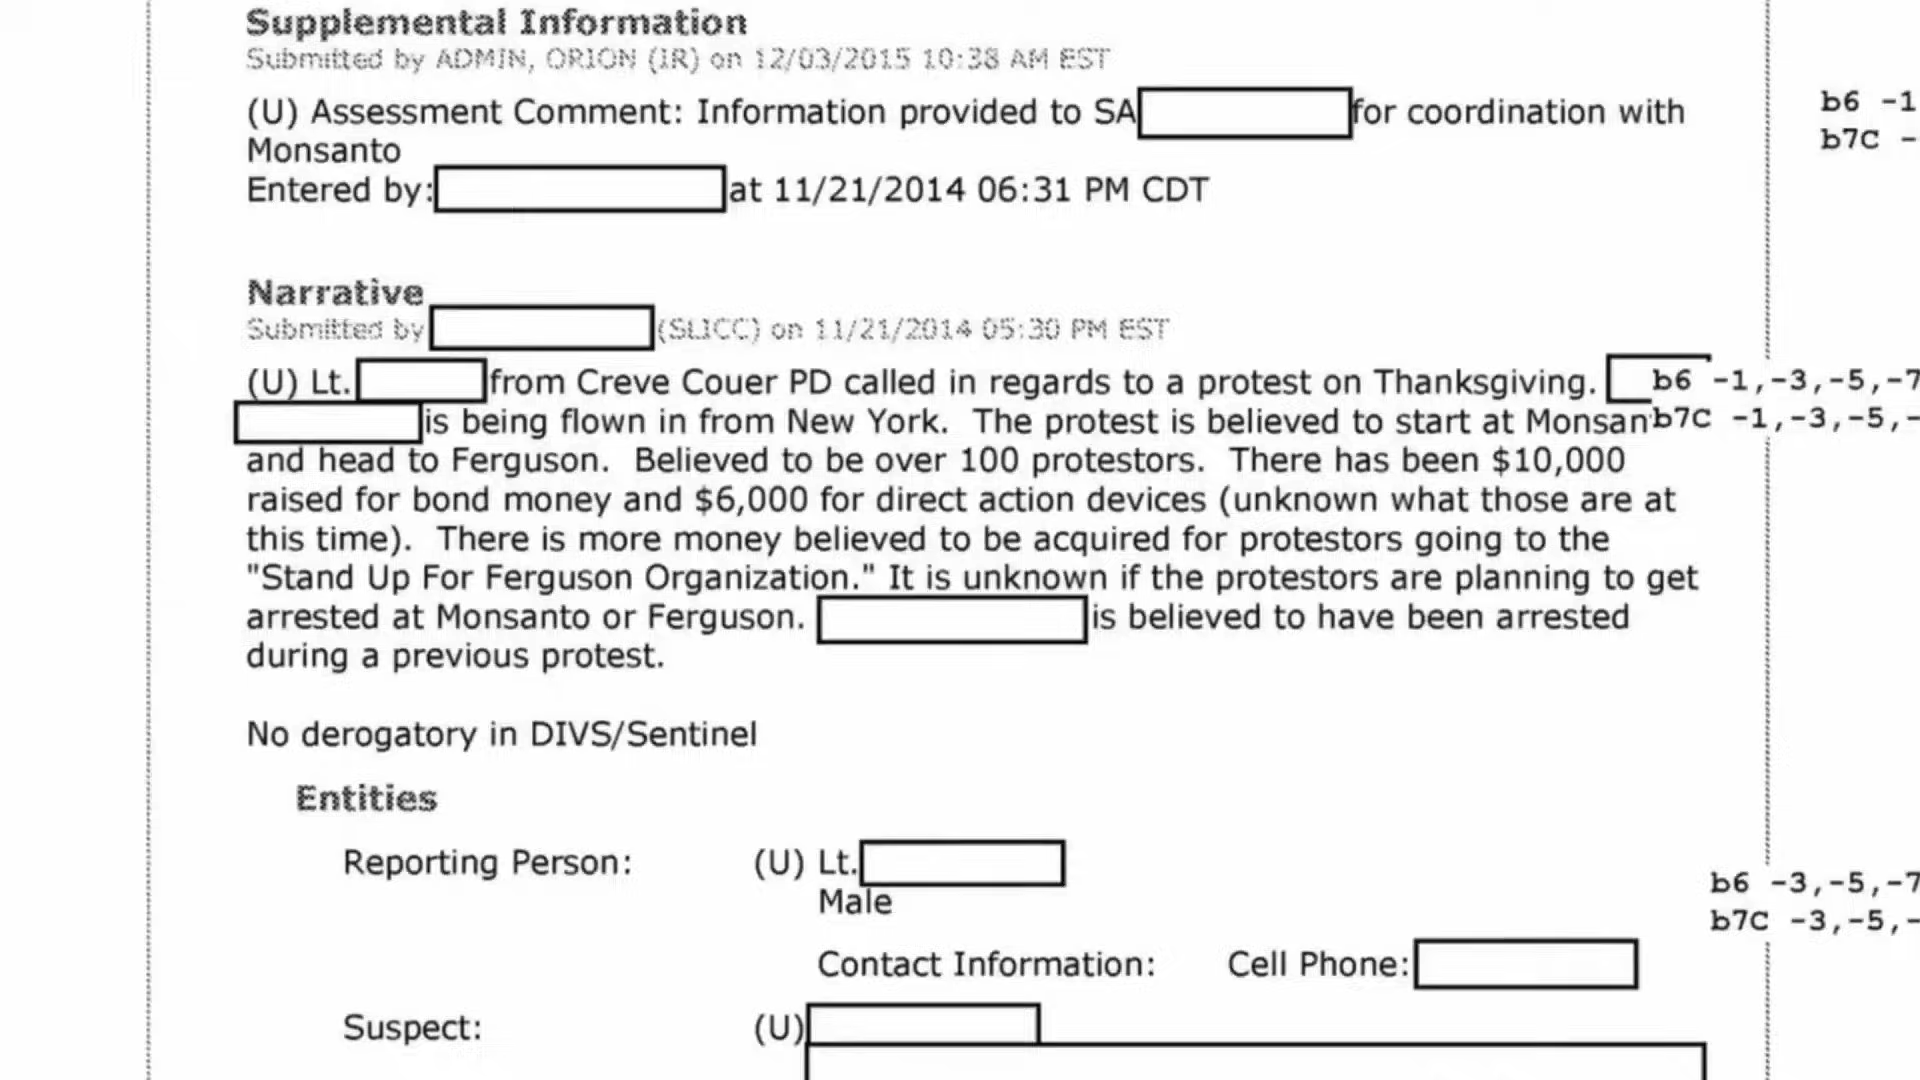 Supplemental Information
Submitted by ADMIN, ORION (IR) on 12/03/2015 10:38 AM EST
(U) Assessment Comment: Information provided to SA for coordination with b6 -1
Monsanto b7C -
Entered by: at 11/21/2014 06:31 PM CDT
Narrative
Submitted by (SLICC) on 11/21/2014 05:30 PM EST
(U) Lt. from Creve Couer PD called in regards to a protest on Thanksgiving. b6 -1,-3,-5,-7
is being flown in from New York. The protest is believed to start at Monsan b7C -1,-3,-5,-
and head to Ferguson. Believed to be over 100 protestors. There has been $10,000
raised for bond money and $6,000 for direct action devices (unknown what those are at
this time). There is more money believed to be acquired for protestors going to the
"Stand Up For Ferguson Organization." It is unknown if the protestors are planning to get
arrested at Monsanto or Ferguson. is believed to have been arrested
during a previous protest.
No derogatory in DIVS/Sentinel
Entities
Reporting Person: (U) Lt. b6 -3,-5,-7
Male b7C -3,-5,-
Contact Information: Cell Phone:
Suspect: (U)